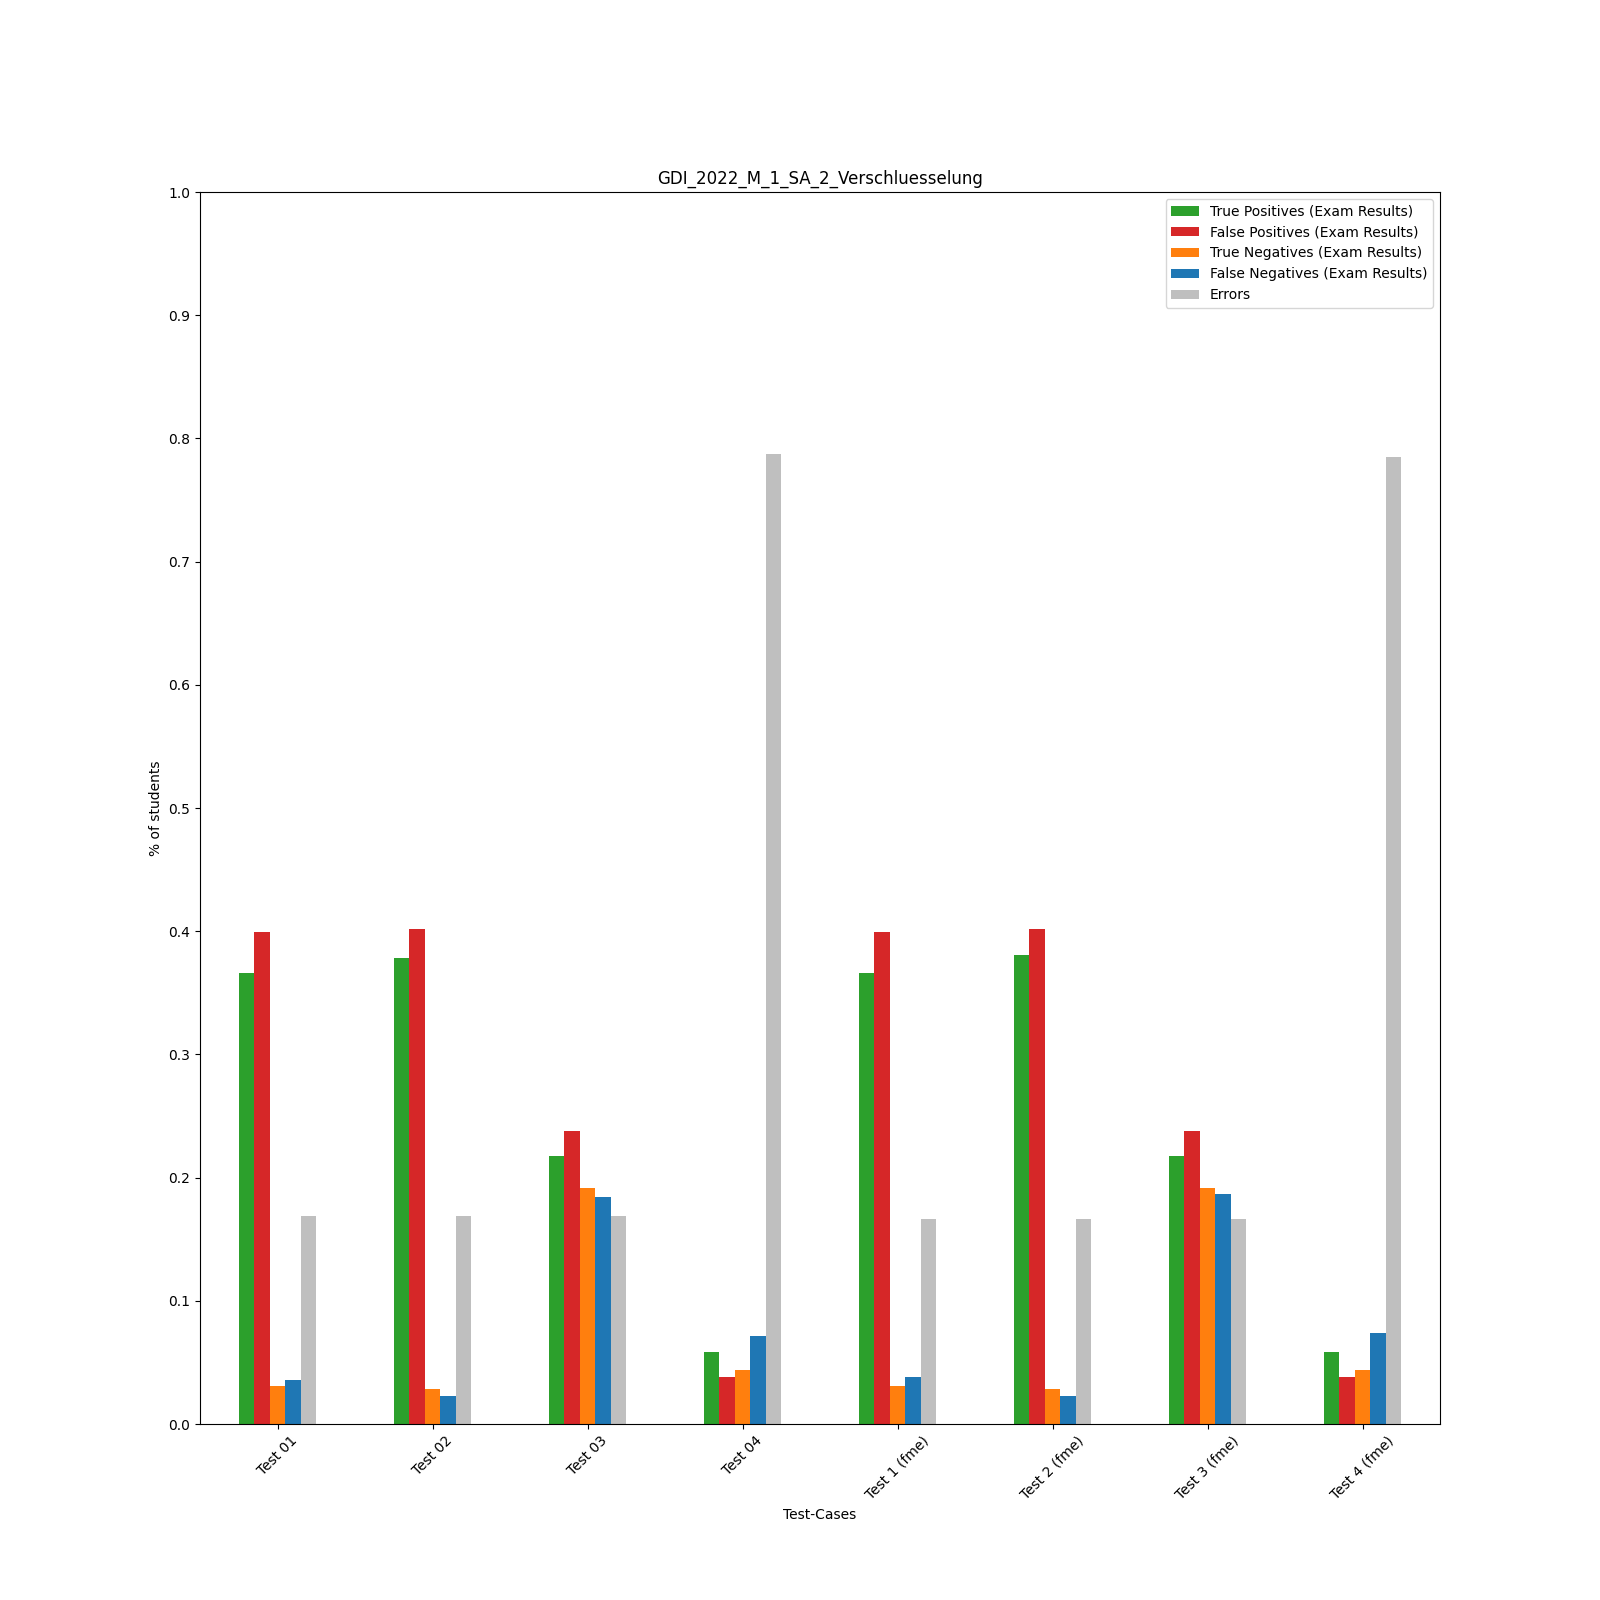 GDI_2022_M_1_SA_2_Verschluesselung
True Positives (Exam Results)
False Positives (Exam Results)
True Negatives (Exam Results)
False Negatives (Exam Results)
Errors
% of students
1.0
0.9
0.8
0.7
0.6
0.5
0.4
0.3
0.2
0.1
0.0
Test 01
Test 02
Test 03
Test 04
Test 1 (fme)
Test 2 (fme)
Test 3 (fme)
Test 4 (fme)
Test-Cases